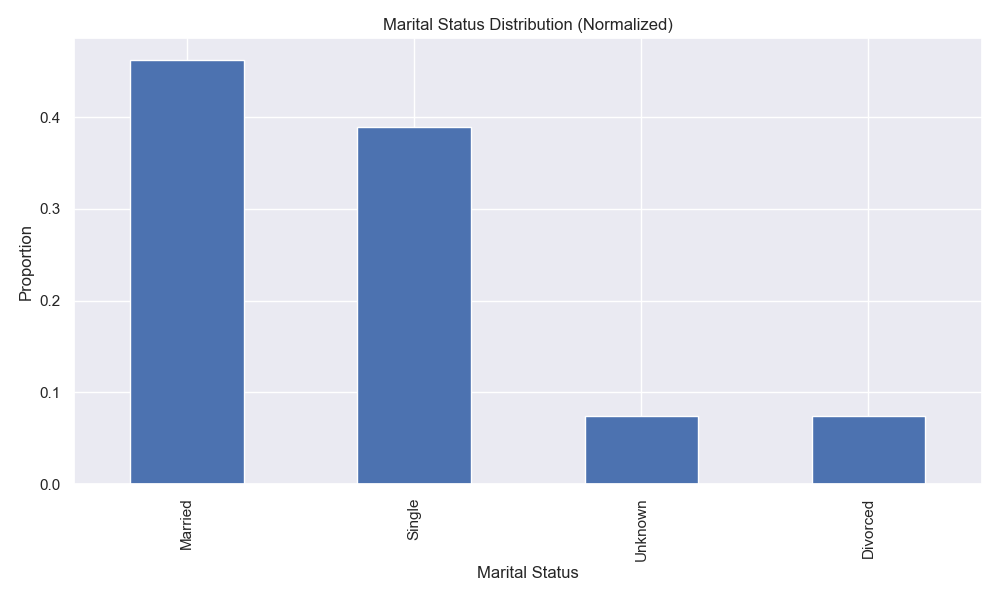 Marital Status Distribution (Normalized)
Proportion
0.4
0.3
0.2
0.1
0.0
Married
Single
Unknown
Divorced
Marital Status